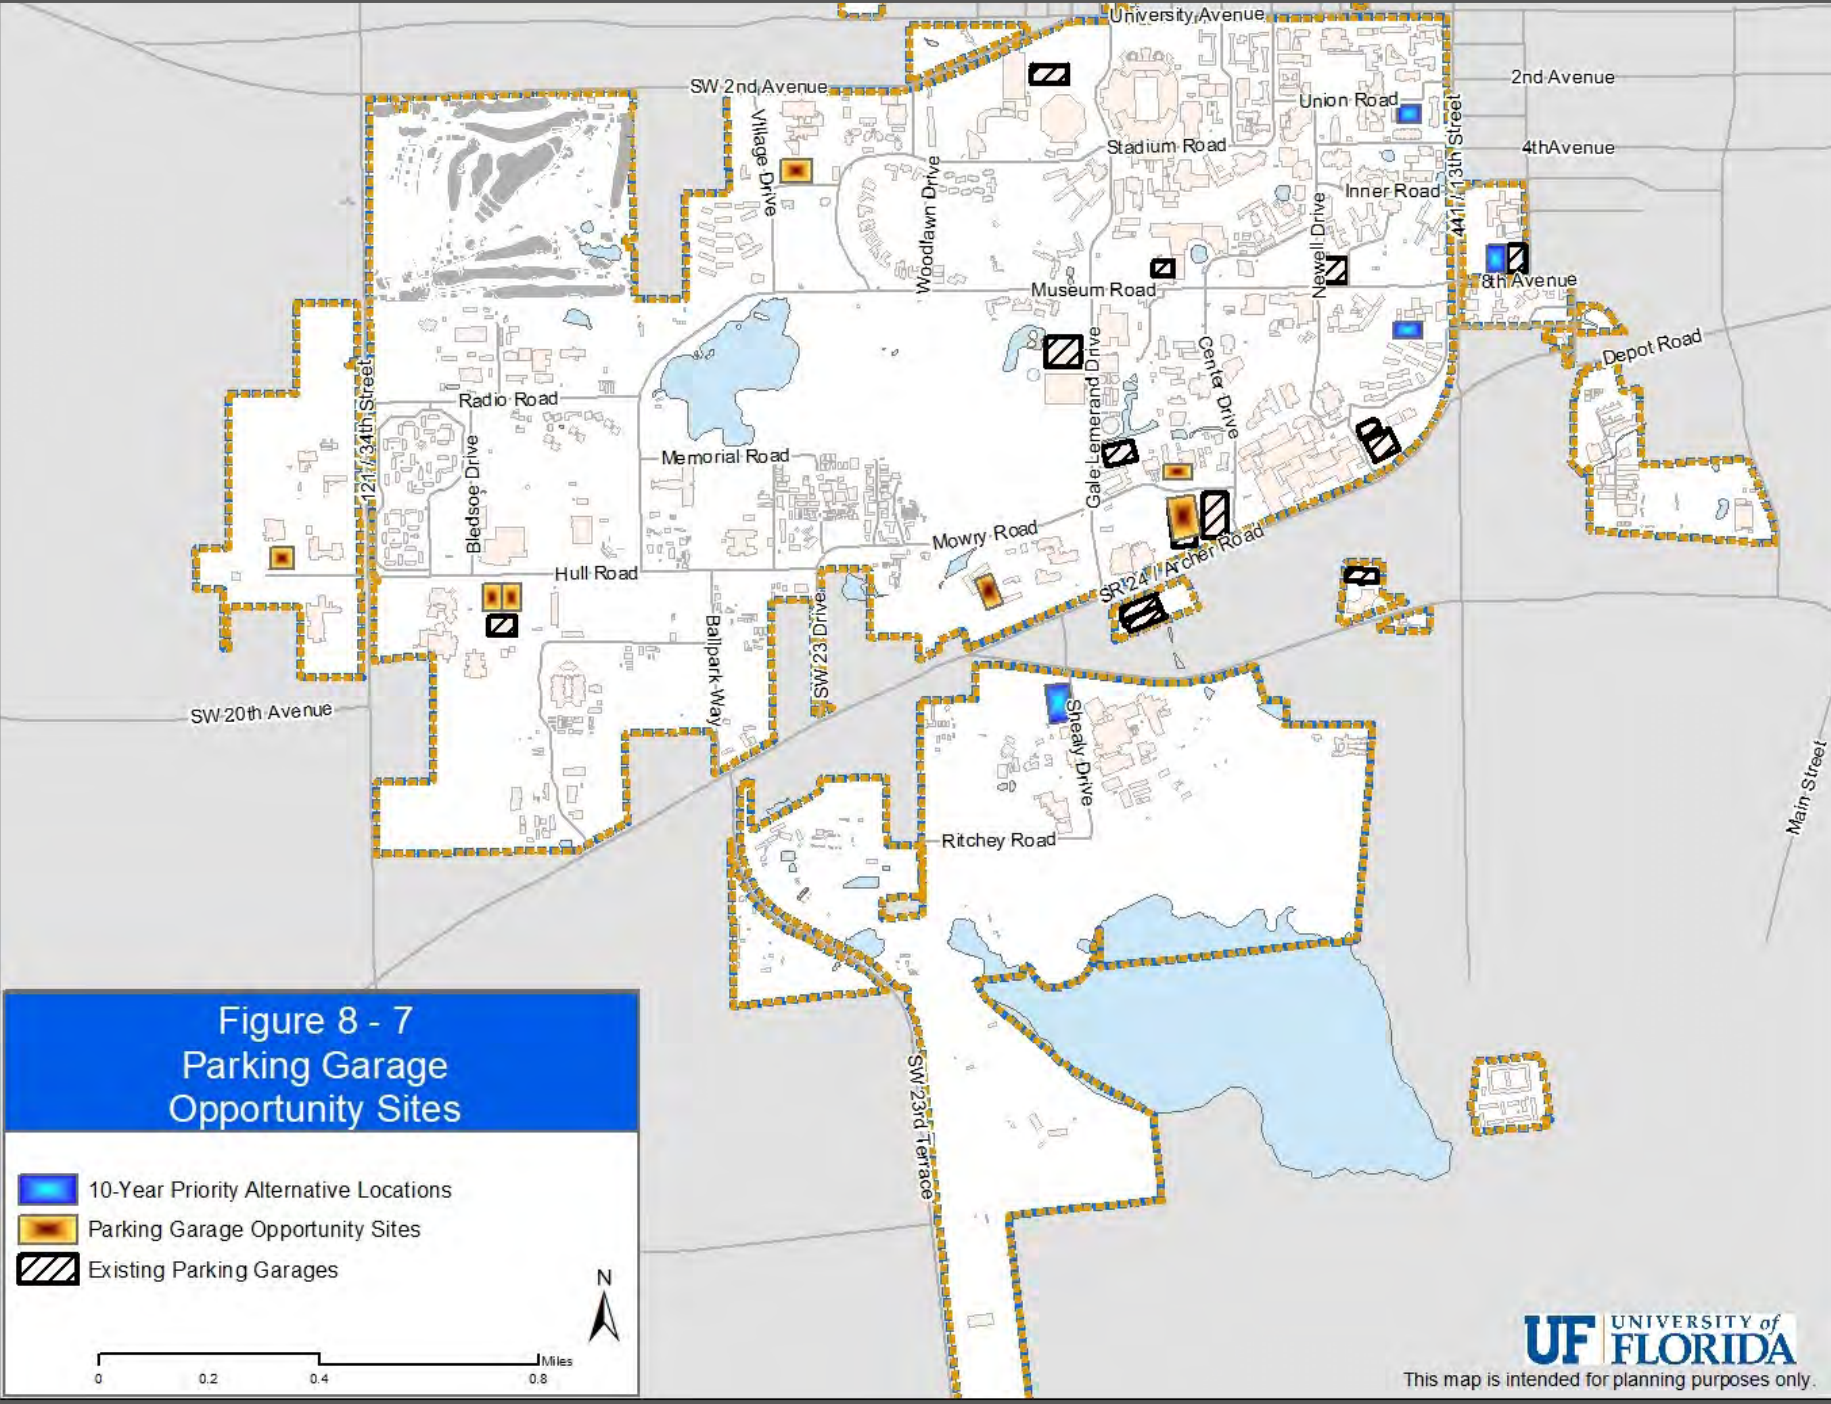 University Avenue
SW 2nd Avenue
2nd Avenue
Union Road
Village Drive
441 / 13th Street
Stadium Road
4thAvenue
Woodlawn Drive
Inner Road
Newell Drive
8th Avenue
Museum Road
Gale Lemerand Drive
Center Drive
Depot Road
121 / 34th Street
Radio Road
Bledsoe Drive
Memorial Road
Mowry Road
SR 24 / Archer Road
Hull Road
Ballpark Way
SW 23 Drive
SW 20th Avenue
Shealy Drive
Main Street
Ritchey Road
SW 23rd Terrace
Figure 8 - 7
Parking Garage
Opportunity Sites
10-Year Priority Alternative Locations
Parking Garage Opportunity Sites
Existing Parking Garages
N
Miles
0 0.2 0.4 0.8
UF UNIVERSITY of
FLORIDA
This map is intended for planning purposes only.